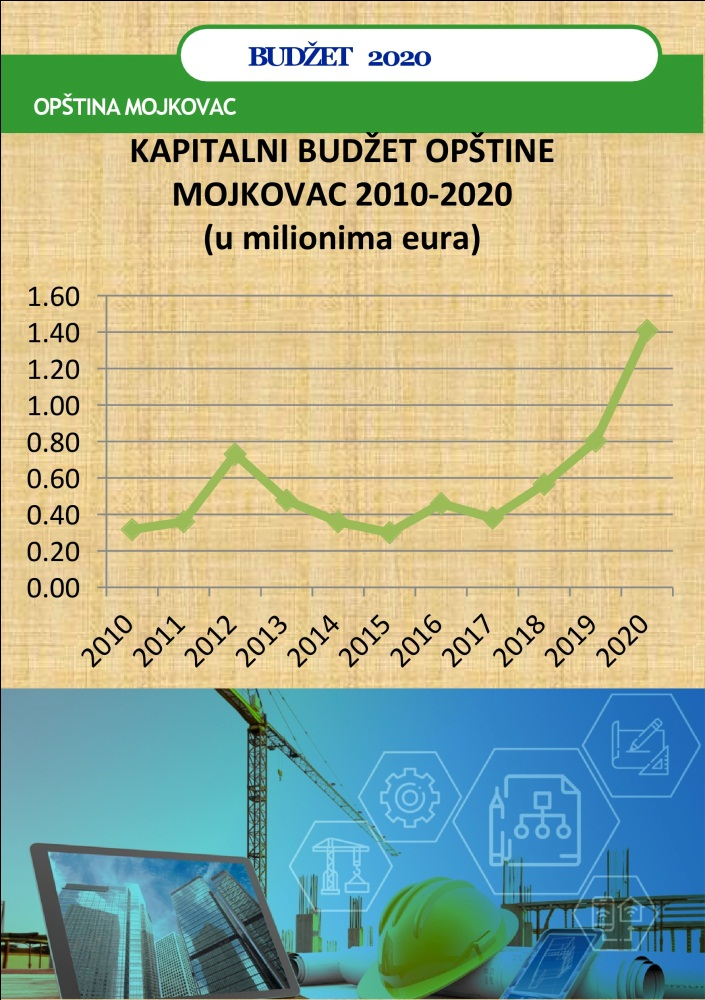 BUDŽET 2020
OPŠTINA MOJKOVAC
KAPITALNI BUDŽET OPŠTINE
MOJKOVAC 2010-2020
(u milionima eura)
1.60
1.40
1.20
1.00
0.80
0.60
0.40
0.20
0.00
2010 2011 2012 2013 2014 2015 2016 2017 2018 2019 2020